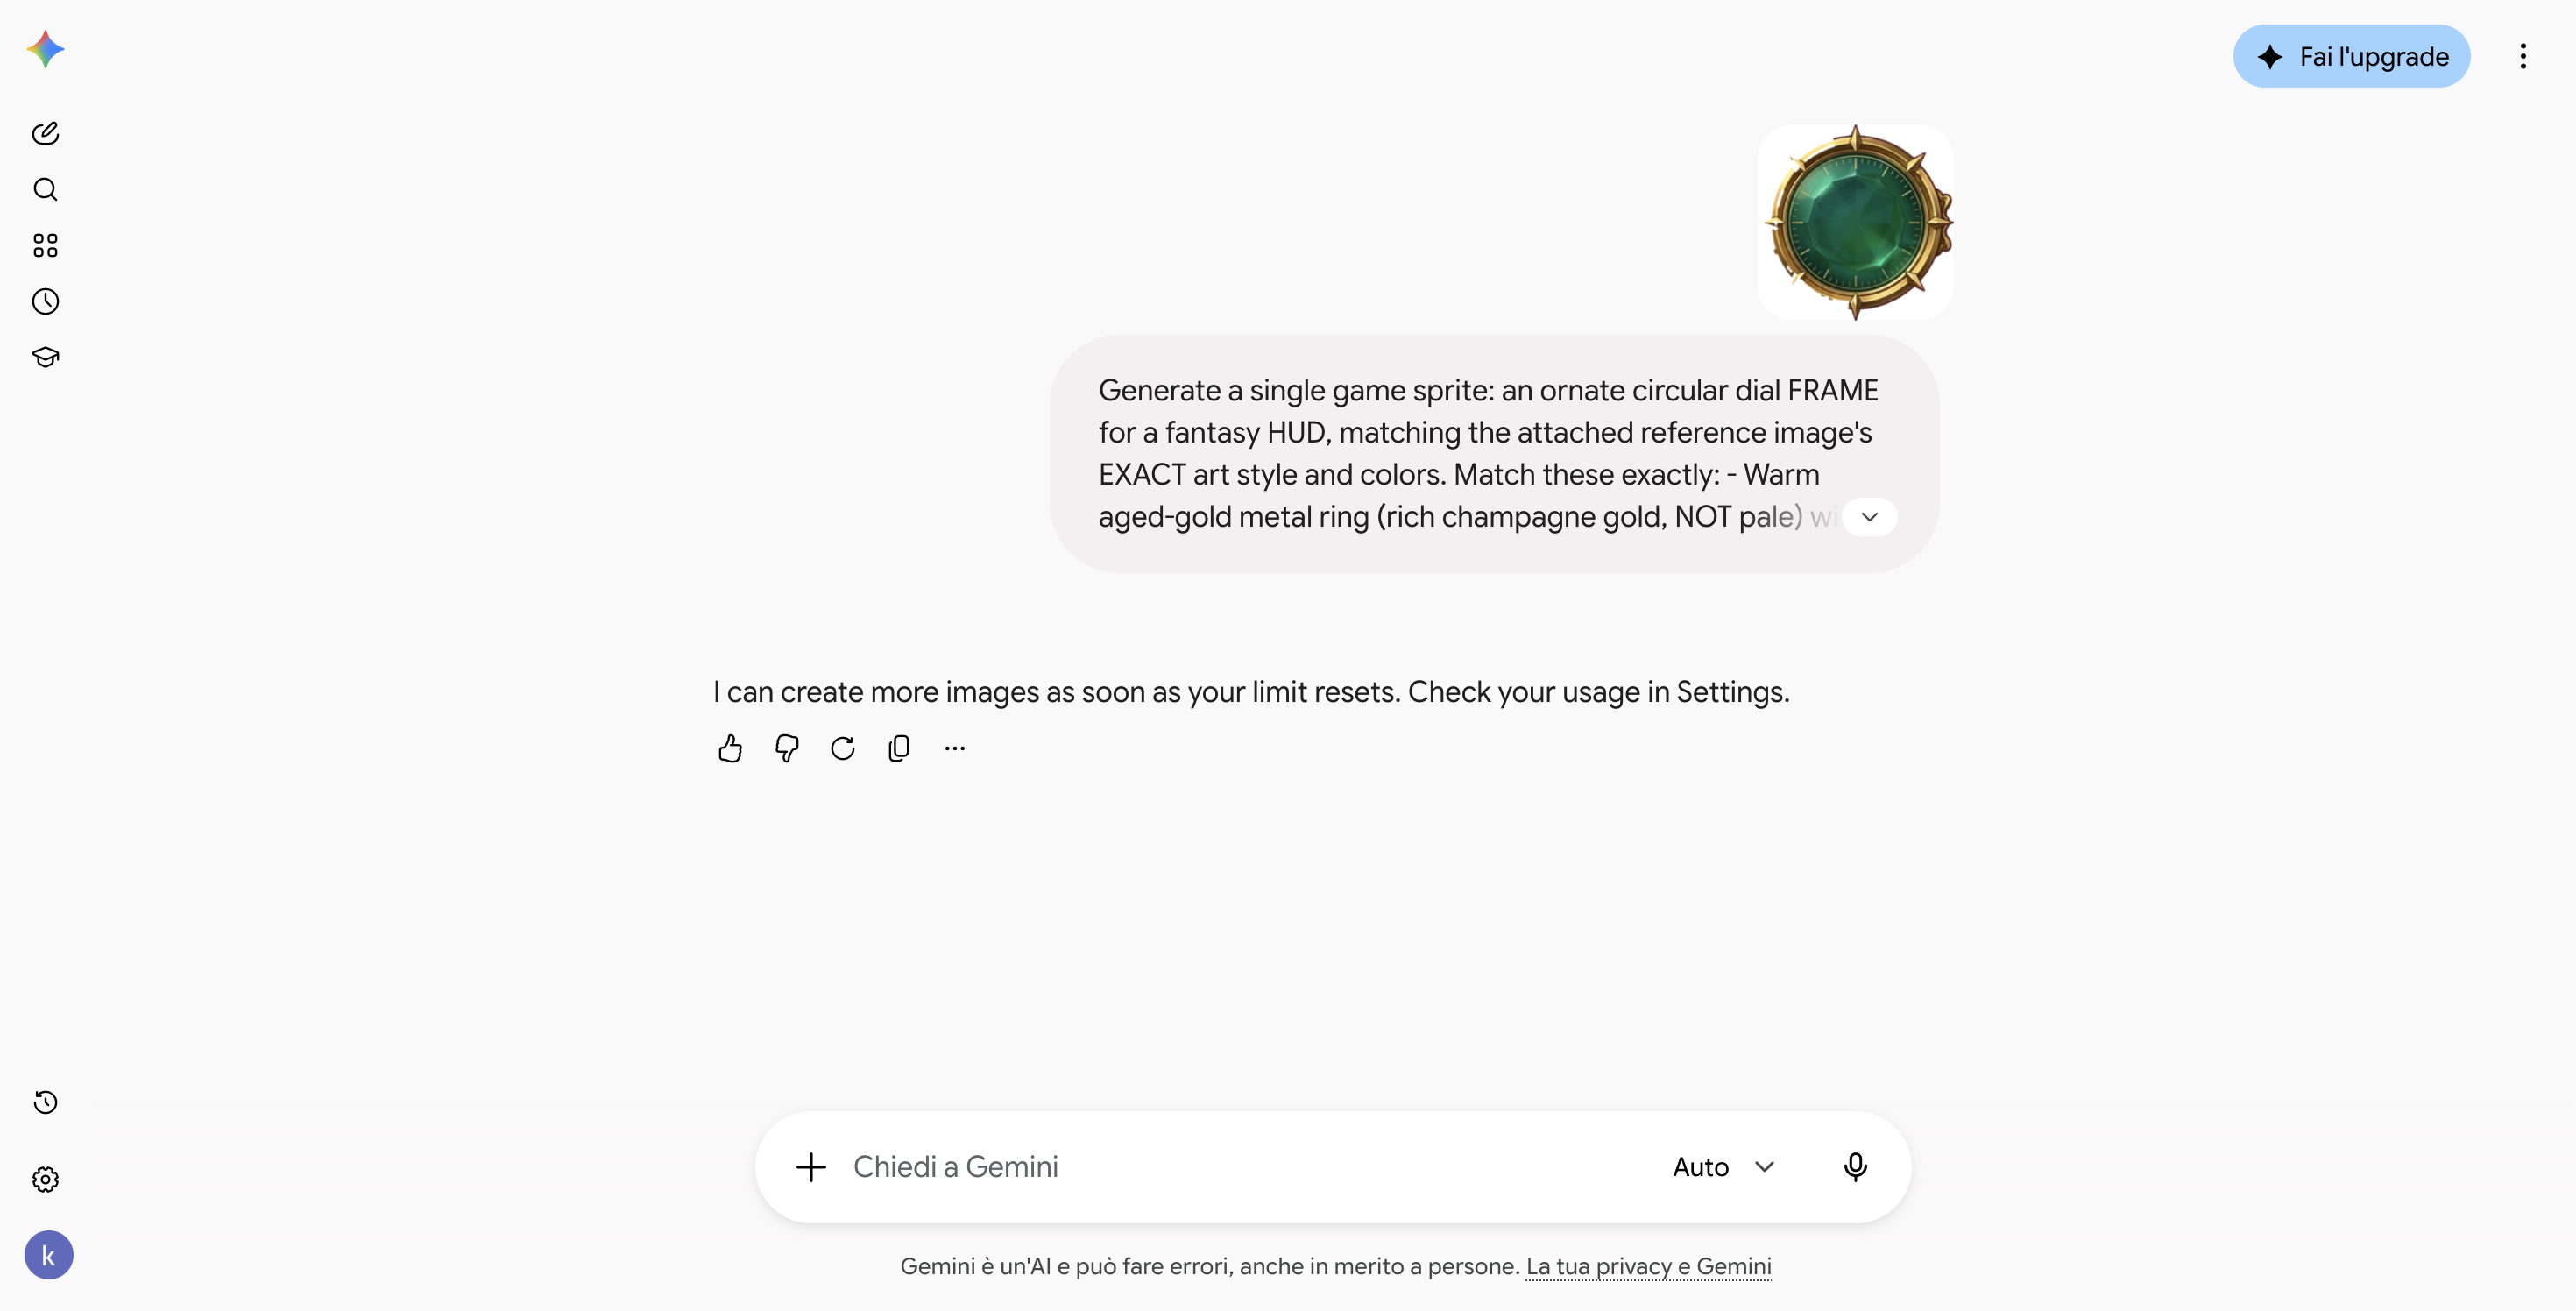 Fai l'upgrade
Generate a single game sprite: an ornate circular dial FRAME
for a fantasy HUD, matching the attached reference image's
EXACT art style and colors. Match these exactly: - Warm
aged-gold metal ring (rich champagne gold, NOT pale) wi
I can create more images as soon as your limit resets. Check your usage in Settings.
Chiedi a Gemini
Auto
k
Gemini è un'AI e può fare errori, anche in merito a persone. La tua privacy e Gemini